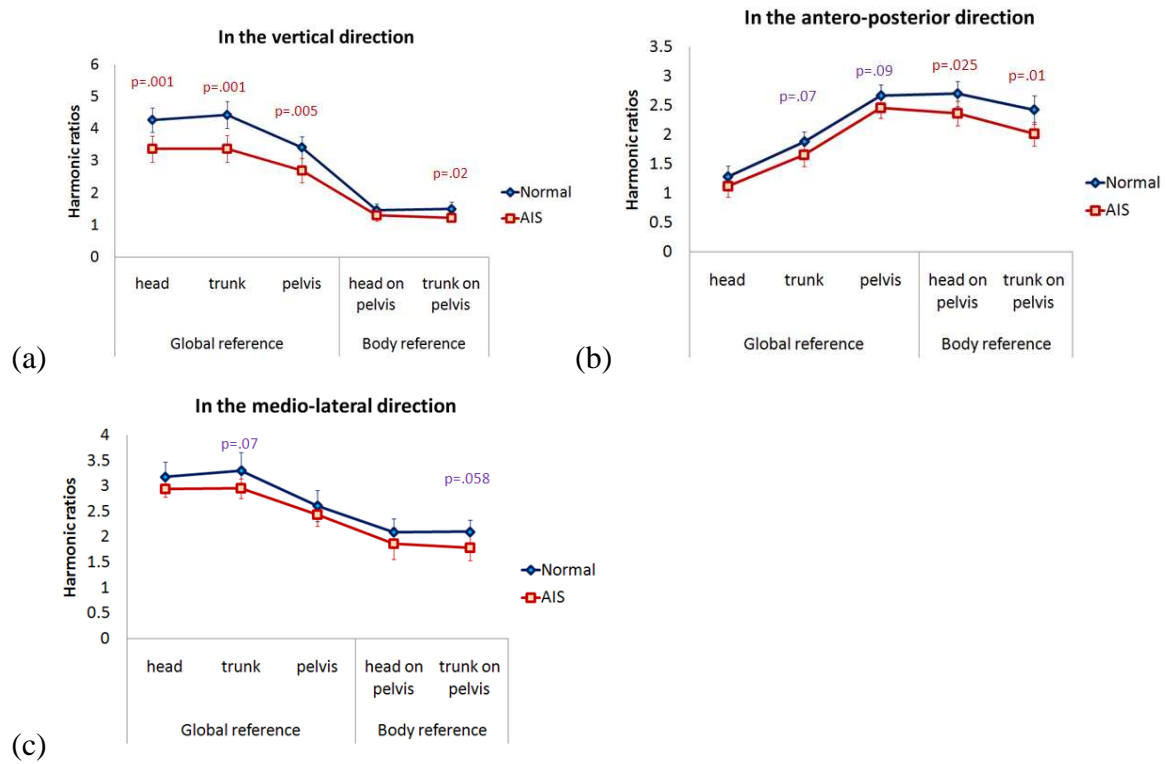 In the vertical direction
Harmonic ratios
6
5
4
3
2
1
0
p=.001
p=.001
p=.005
p=.02
Normal
AIS
head
trunk
pelvis
head on pelvis
trunk on pelvis
Global reference
Body reference
(a)
In the antero-posterior direction
Harmonic ratios
3.5
3
2.5
2
1.5
1
0.5
0
p=.07
p=.09
p=.025
p=.01
Normal
AIS
head
trunk
pelvis
head on pelvis
trunk on pelvis
Global reference
Body reference
(b)
In the medio-lateral direction
Harmonic ratios
4
3.5
3
2.5
2
1.5
1
0.5
0
p=.07
p=.058
Normal
AIS
head
trunk
pelvis
head on pelvis
trunk on pelvis
Global reference
Body reference
(c)